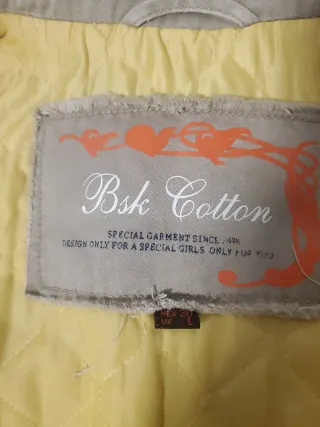 Bsk Cotton
SPECIAL GARMENT SINCE
DESIGN ONLY FOR A SPECIAL GIRLS ONLY FOR